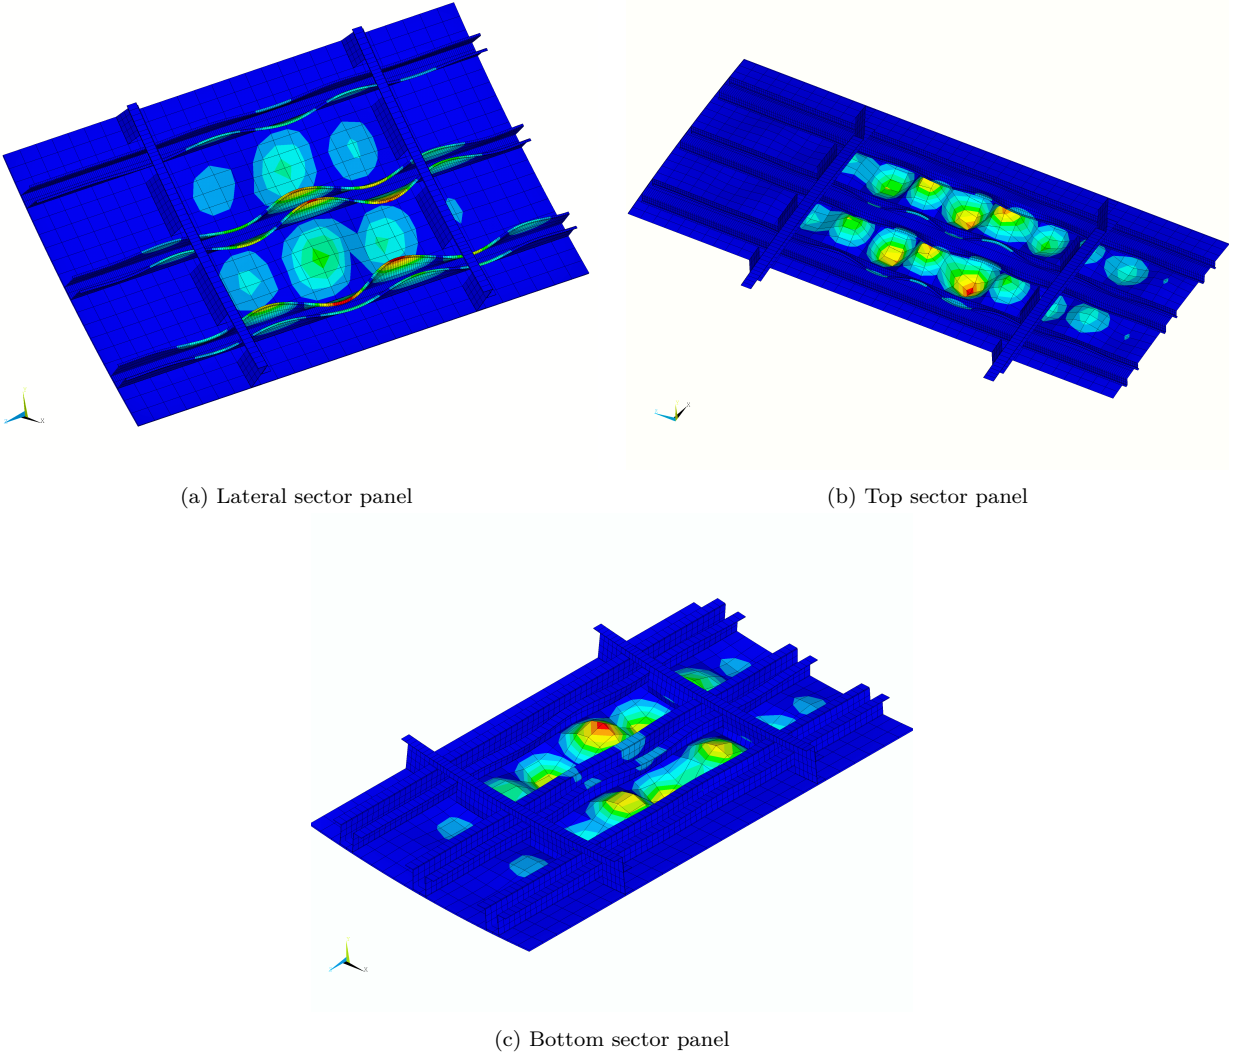 (a) Lateral sector panel
(b) Top sector panel
(c) Bottom sector panel